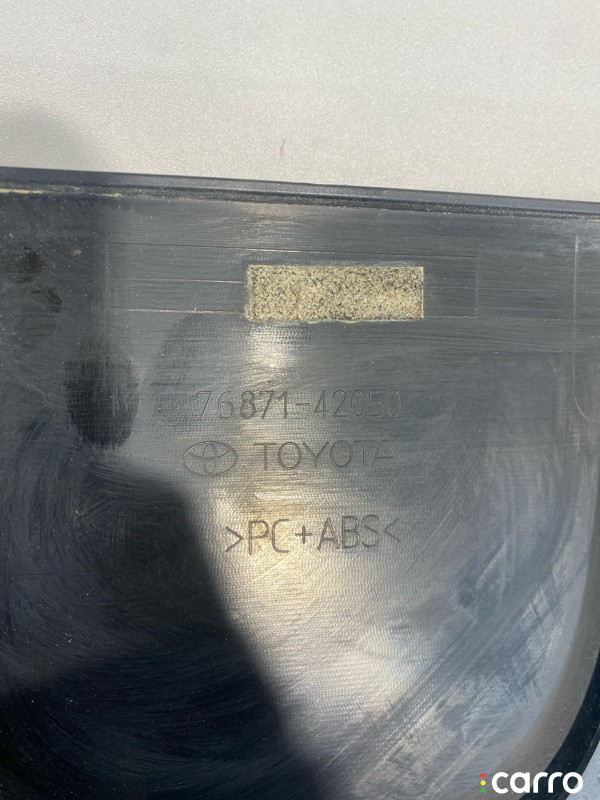 76871-42050
TOYOTA
>PC+ABS<
carro